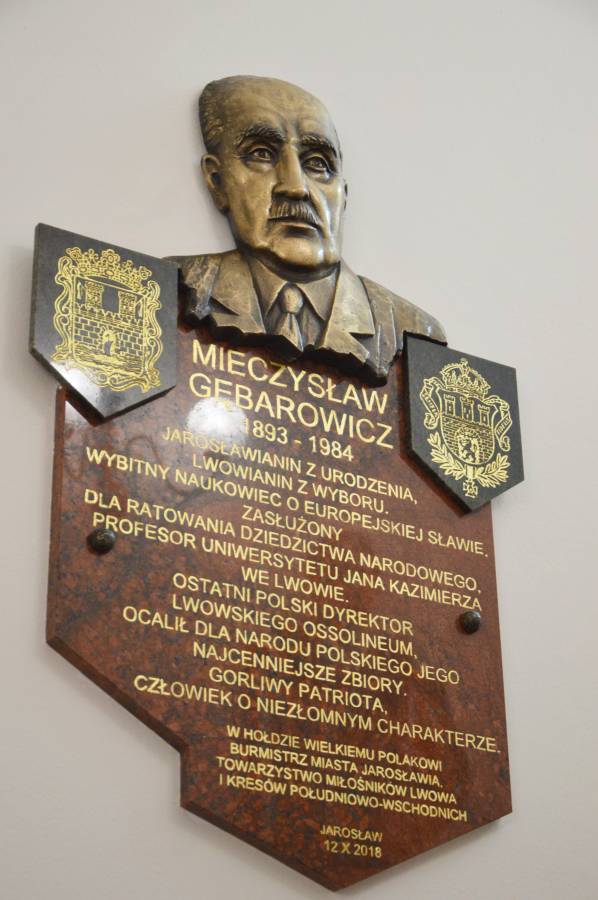 MIECZYSŁAW
GĘBAROWICZ
1893 - 1984
JAROSŁAWIANIN Z URODZENIA,
LWOWIANIN Z WYBORU.
WYBITNY NAUKOWIEC O EUROPEJSKIEJ SŁAWIE.
ZASŁUŻONY
DLA RATOWANIA DZIEDZICTWA NARODOWEGO,
PROFESOR UNIWERSYTETU JANA KAZIMIERZA
WE LWOWIE.
OSTATNI POLSKI DYREKTOR
LWOWSKIEGO OSSOLINEUM,
OCALIŁ DLA NARODU POLSKIEGO JEGO
NAJCENNIEJSZE ZBIORY.
GORLIWY PATRIOTA,
CZŁOWIEK O NIEZŁOMNYM CHARAKTERZE.
W HOŁDZIE WIELKIEMU POLAKOWI
BURMISTRZ MIASTA JAROSŁAWIA,
TOWARZYSTWO MIŁOŚNIKÓW LWOWA
I KRESÓW POŁUDNIOWO-WSCHODNICH
JAROSŁAW
12 X 2018